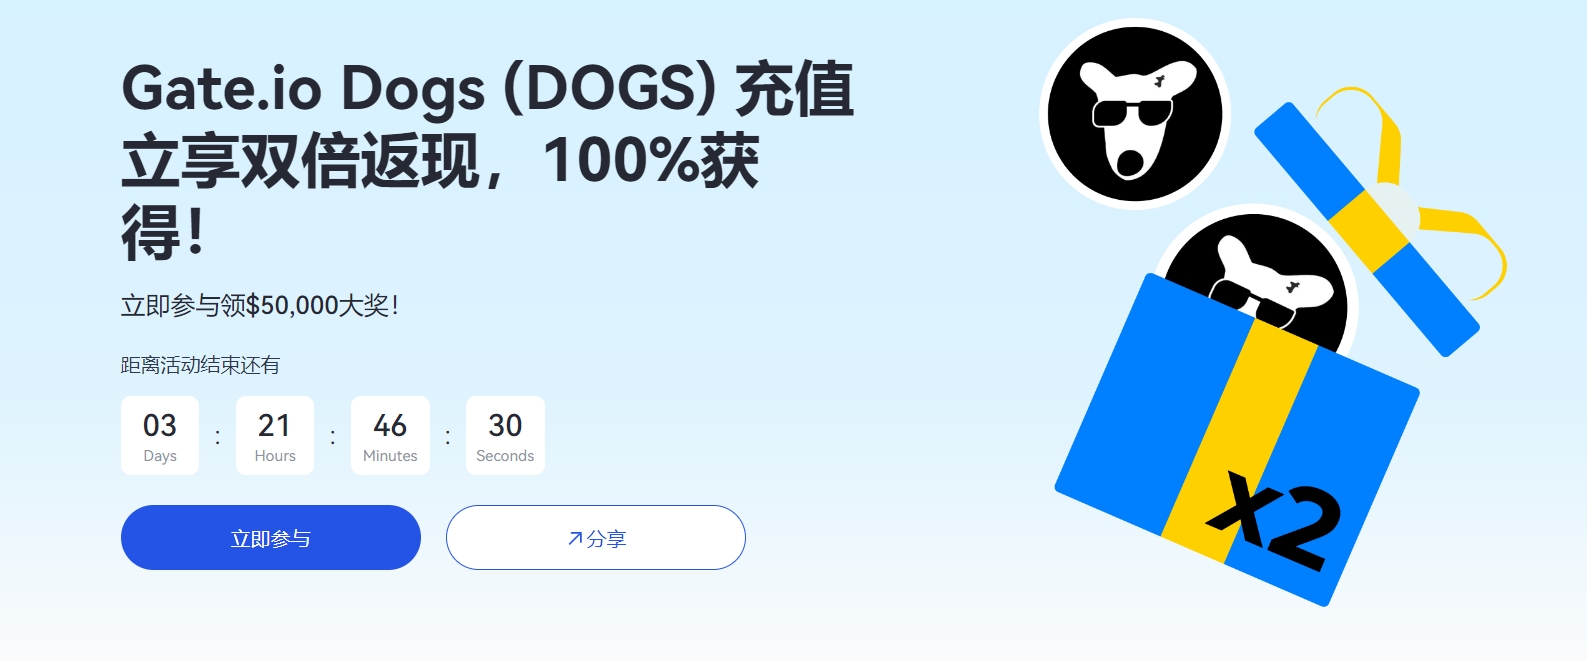 Gate.io Dogs (DOGS) 充值
立享双倍返现，100%获
得！
立即参与领$50,000大奖！
距离活动结束还有
03 : 21 : 46 : 30
Days Hours Minutes Seconds
立即参与
分享
x2